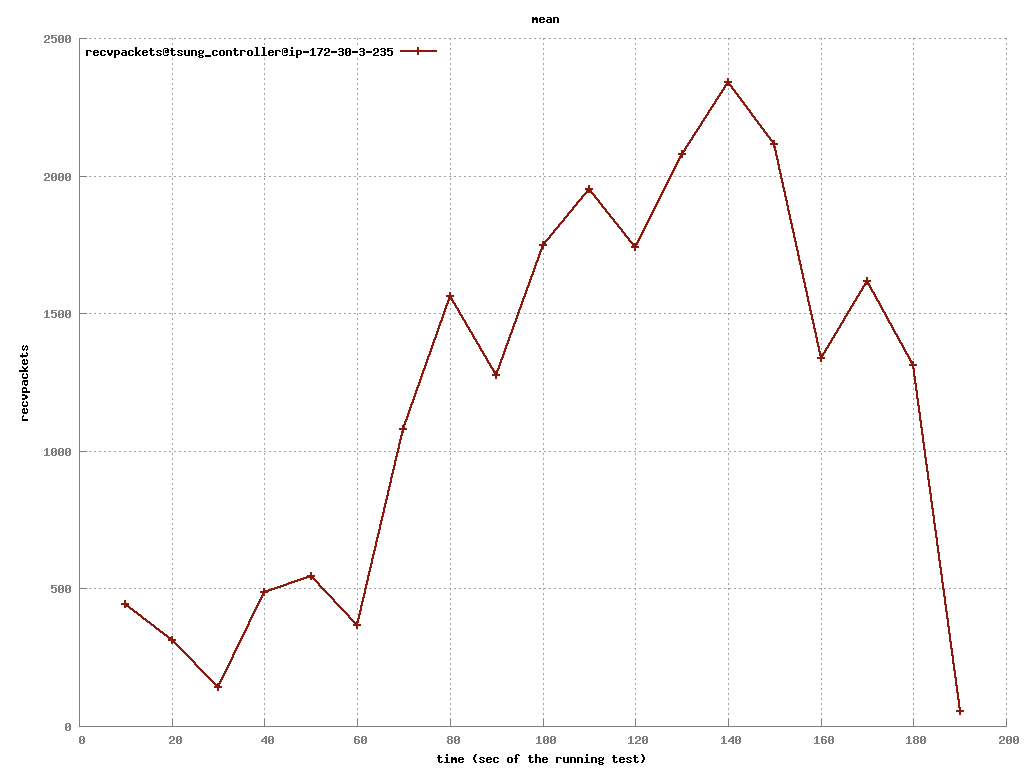 mean
2500
recvpackets@tsung_controller@ip-172-30-3-235
2000
1500
recvpackets
1000
500
0
0 20 40 60 80 100 120 140 160 180 200
time (sec of the running test)